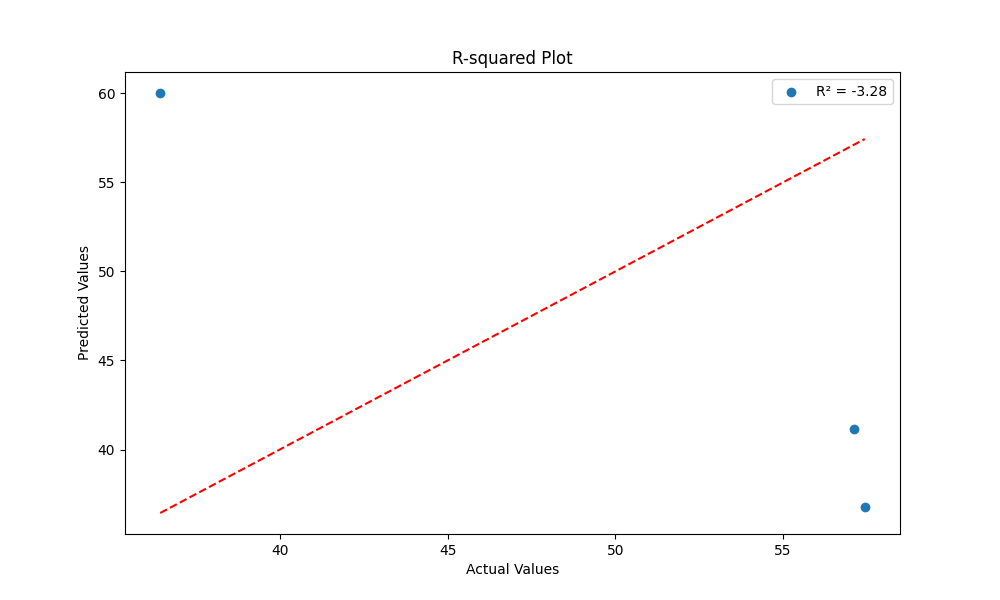 R-squared Plot
R² = -3.28
60
55
50
45
40
Predicted Values
40
45
50
55
Actual Values